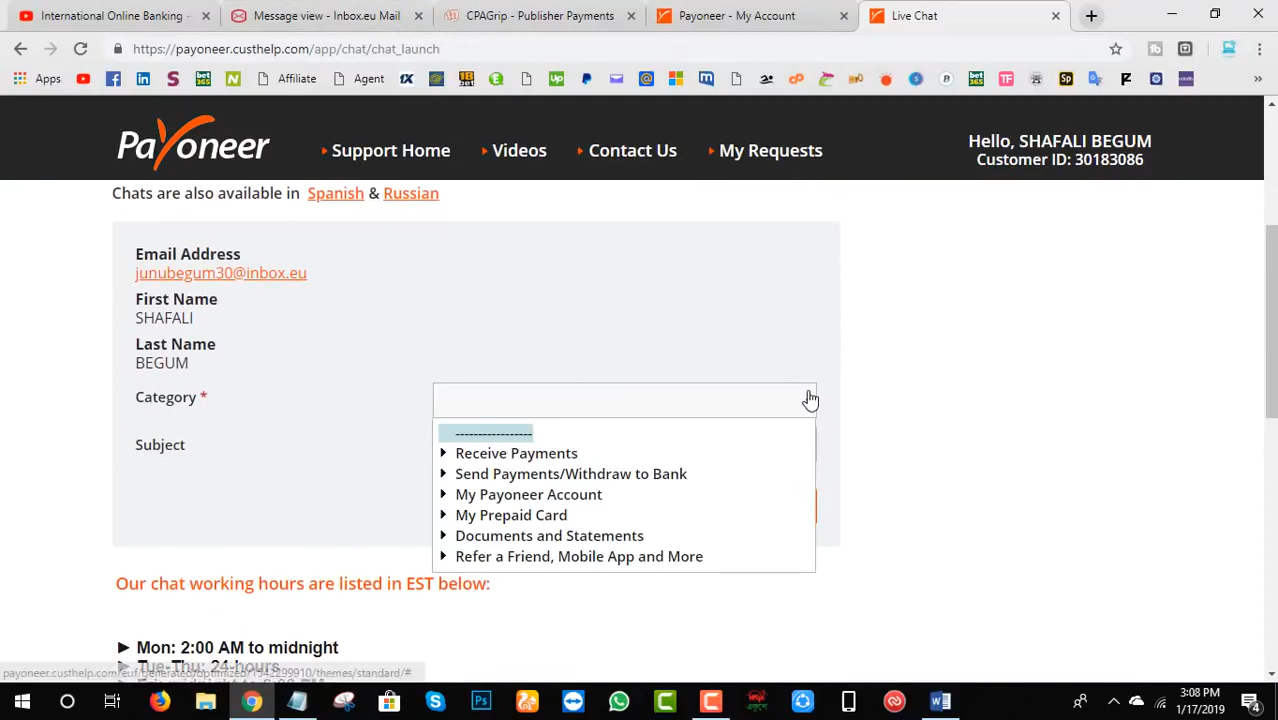 International Online Banking -
Message view - Inbox.eu Mail
CPAGrip - Publisher Payments
Payoneer - My Account
Live Chat
https://payoneer.custhelp.com/app/chat/chat_launch
Apps
Affiliate
Agent
Payoneer
Support Home
Videos
Contact Us
My Requests
Hello, SHAFALI BEGUM
Customer ID: 30183086
Chats are also available in Spanish & Russian
Email Address
junubegum30@inbox.eu
First Name
SHAFALI
Last Name
BEGUM
Category *
Subject
-----------------
Receive Payments
Send Payments/Withdraw to Bank
My Payoneer Account
My Prepaid Card
Documents and Statements
Refer a Friend, Mobile App and More
Our chat working hours are listed in EST below:
Mon: 2:00 AM to midnight
Tue-Thu: 24-hours
3:08 PM
1/17/2019